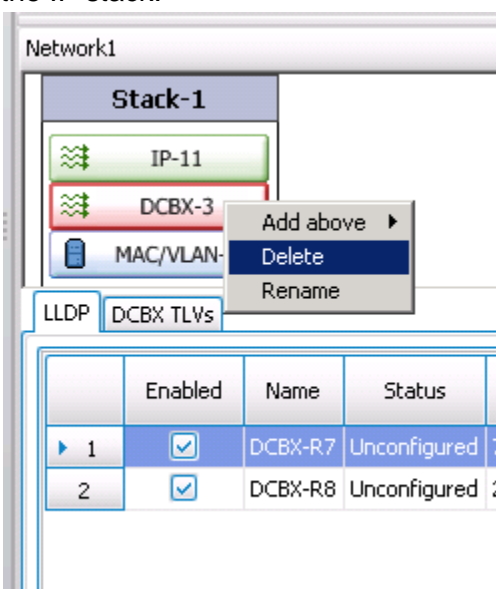 Network1
Stack-1
IP-11
DCBX-3
MAC/VLAN-
Add above
Delete
Rename
LLDP DCBX TLVs
Enabled Name Status
1 DCBX-R7 Unconfigured
2 DCBX-R8 Unconfigured